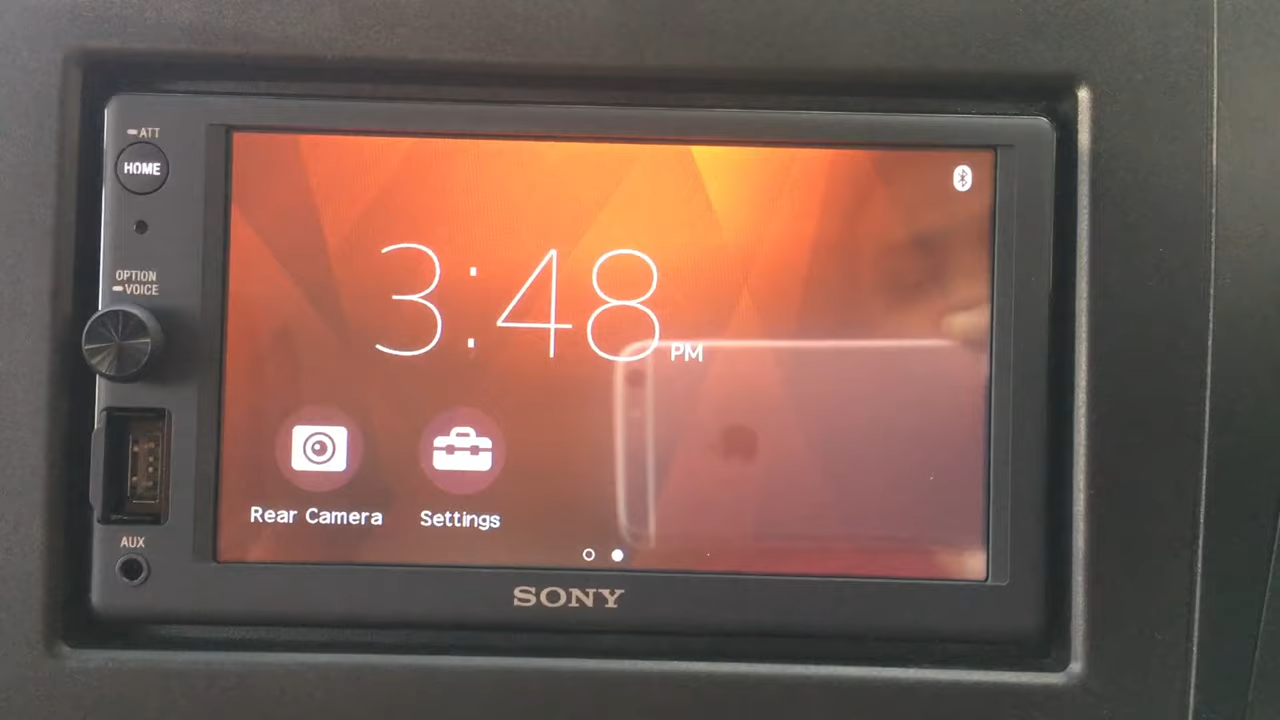 ATT
HOME
OPTION
VOICE
AUX
3:48 PM
Rear Camera
Settings
SONY